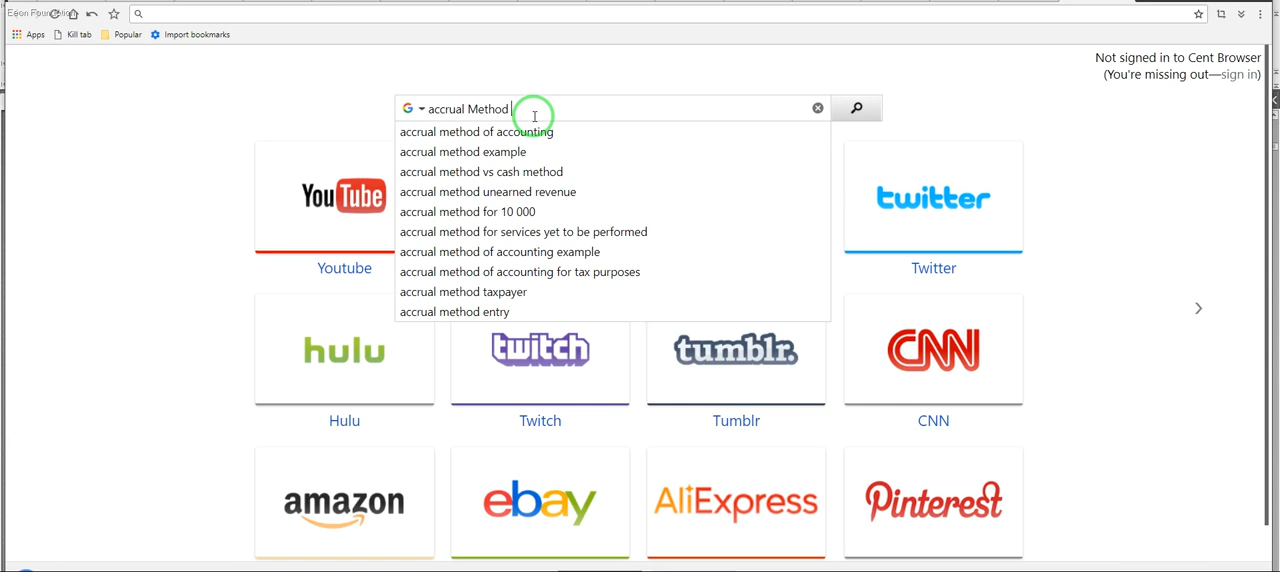 Eson Foundation
Apps Kill tab Popular Import bookmarks
Not signed in to Cent Browser
(You're missing out—sign in)
accrual Method
accrual method of accounting
accrual method example
accrual method vs cash method
accrual method unearned revenue
accrual method for 10 000
accrual method for services yet to be performed
accrual method of accounting example
accrual method of accounting for tax purposes
accrual method taxpayer
accrual method entry
YouTube twitter
Youtube Twitter
hulu twitch tumblr. CNN
Hulu Twitch Tumblr CNN
amazon ebay AliExpress Pinterest